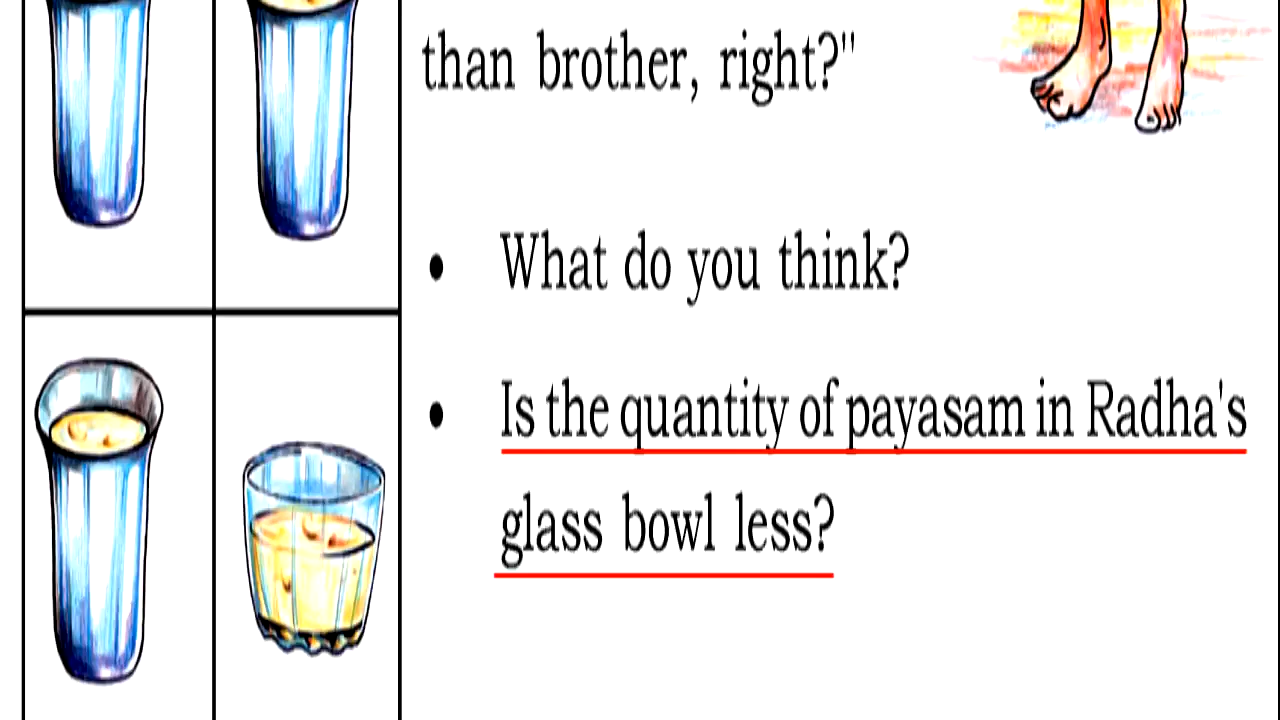 than brother, right?"
• What do you think?
• Is the quantity of payasam in Radha's
glass bowl less?